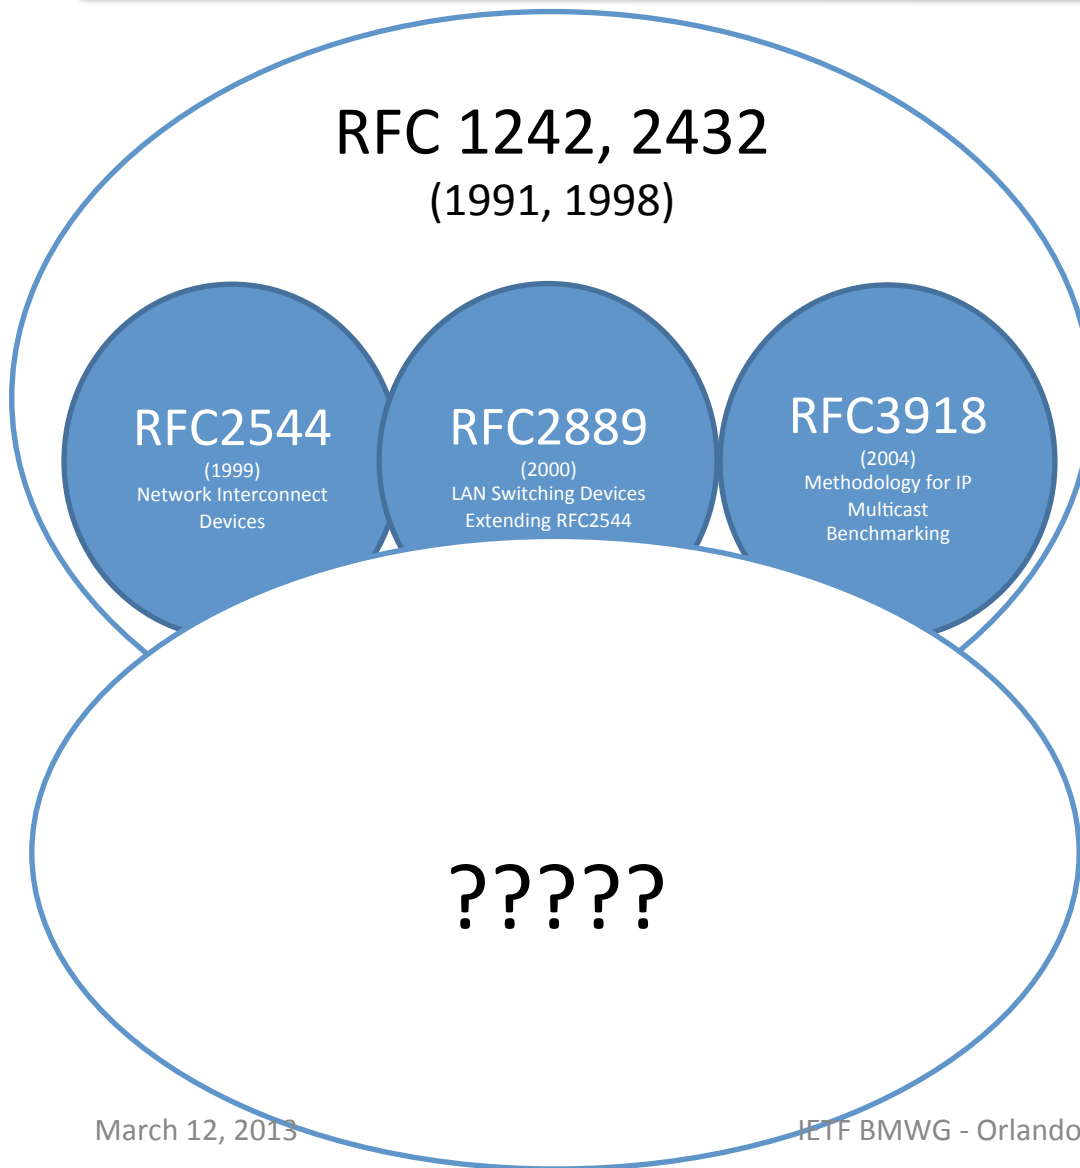 RFC 1242, 2432
(1991, 1998)
RFC2544
(1999)
Network Interconnect
Devices
RFC2889
(2000)
LAN Switching Devices
Extending RFC2544
RFC3918
(2004)
Methodology for IP
Multicast
Benchmarking
?????
March 12, 2013
IETF BMWG - Orlando